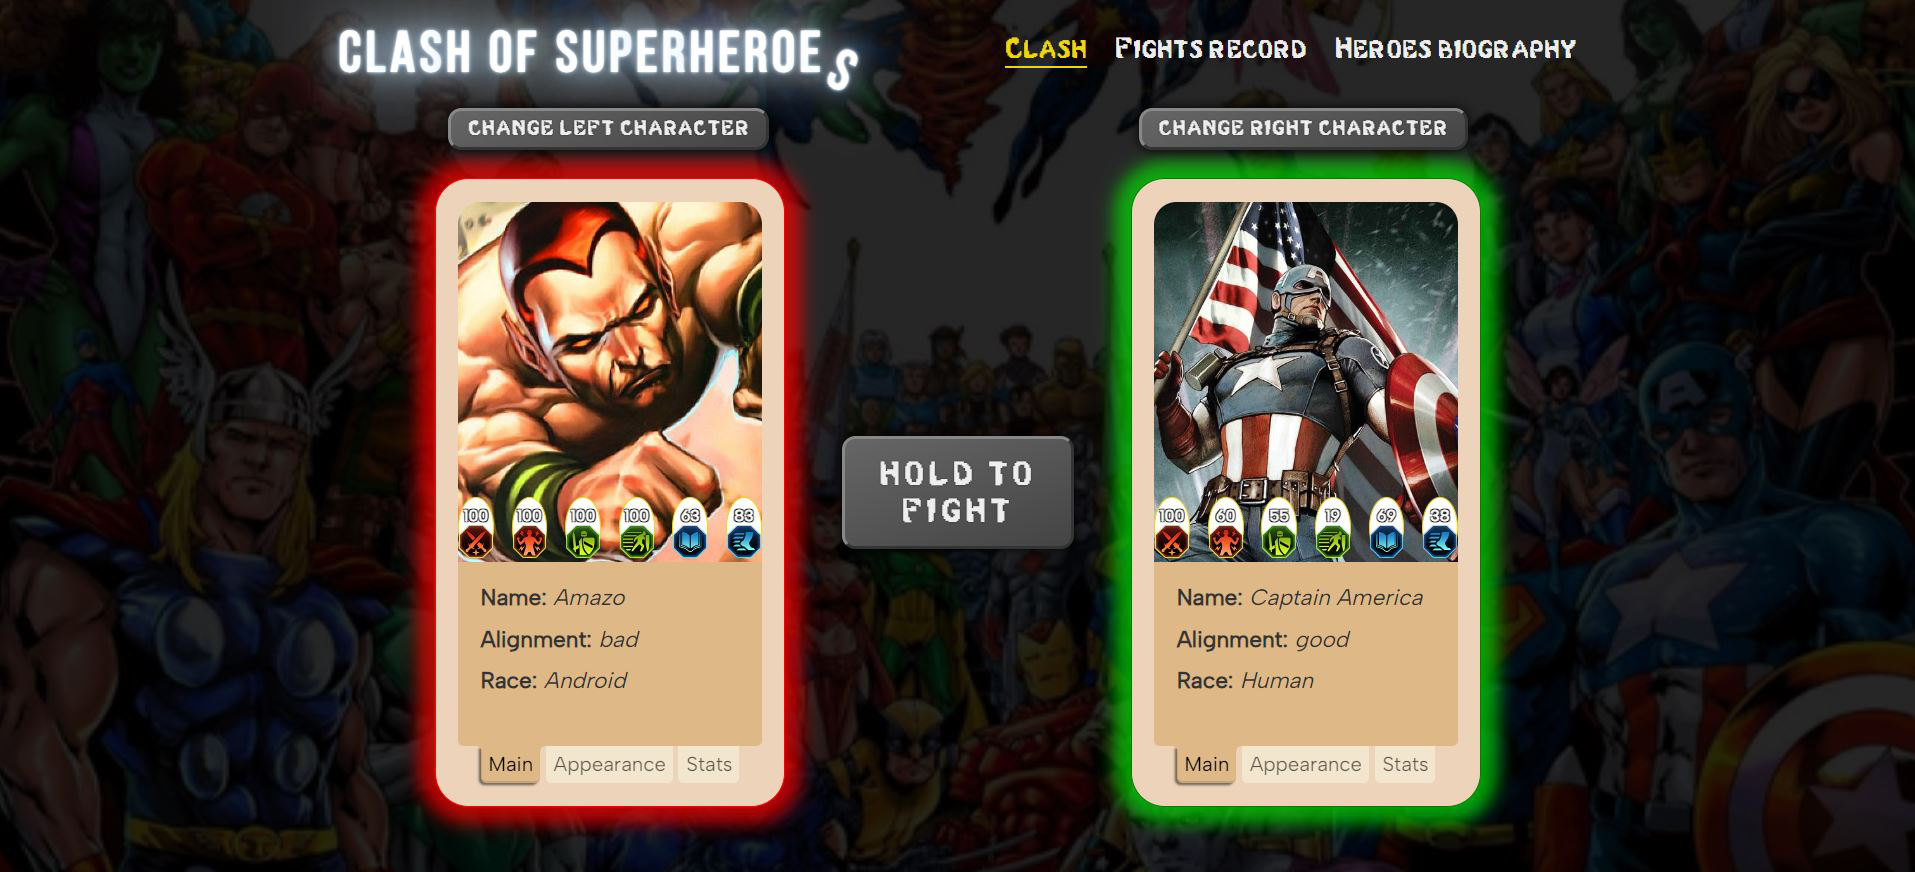 CLASH OF SUPERHEROES
CLASH FIGHTS RECORD HEROES BIOGRAPHY
CHANGE LEFT CHARACTER
CHANGE RIGHT CHARACTER
100 100 100 100 63 83
Name: Amazo
Alignment: bad
Race: Android
Main Appearance Stats
HOLD TO
FIGHT
A
100 60 55 19 69 38
Name: Captain America
Alignment: good
Race: Human
Main Appearance Stats